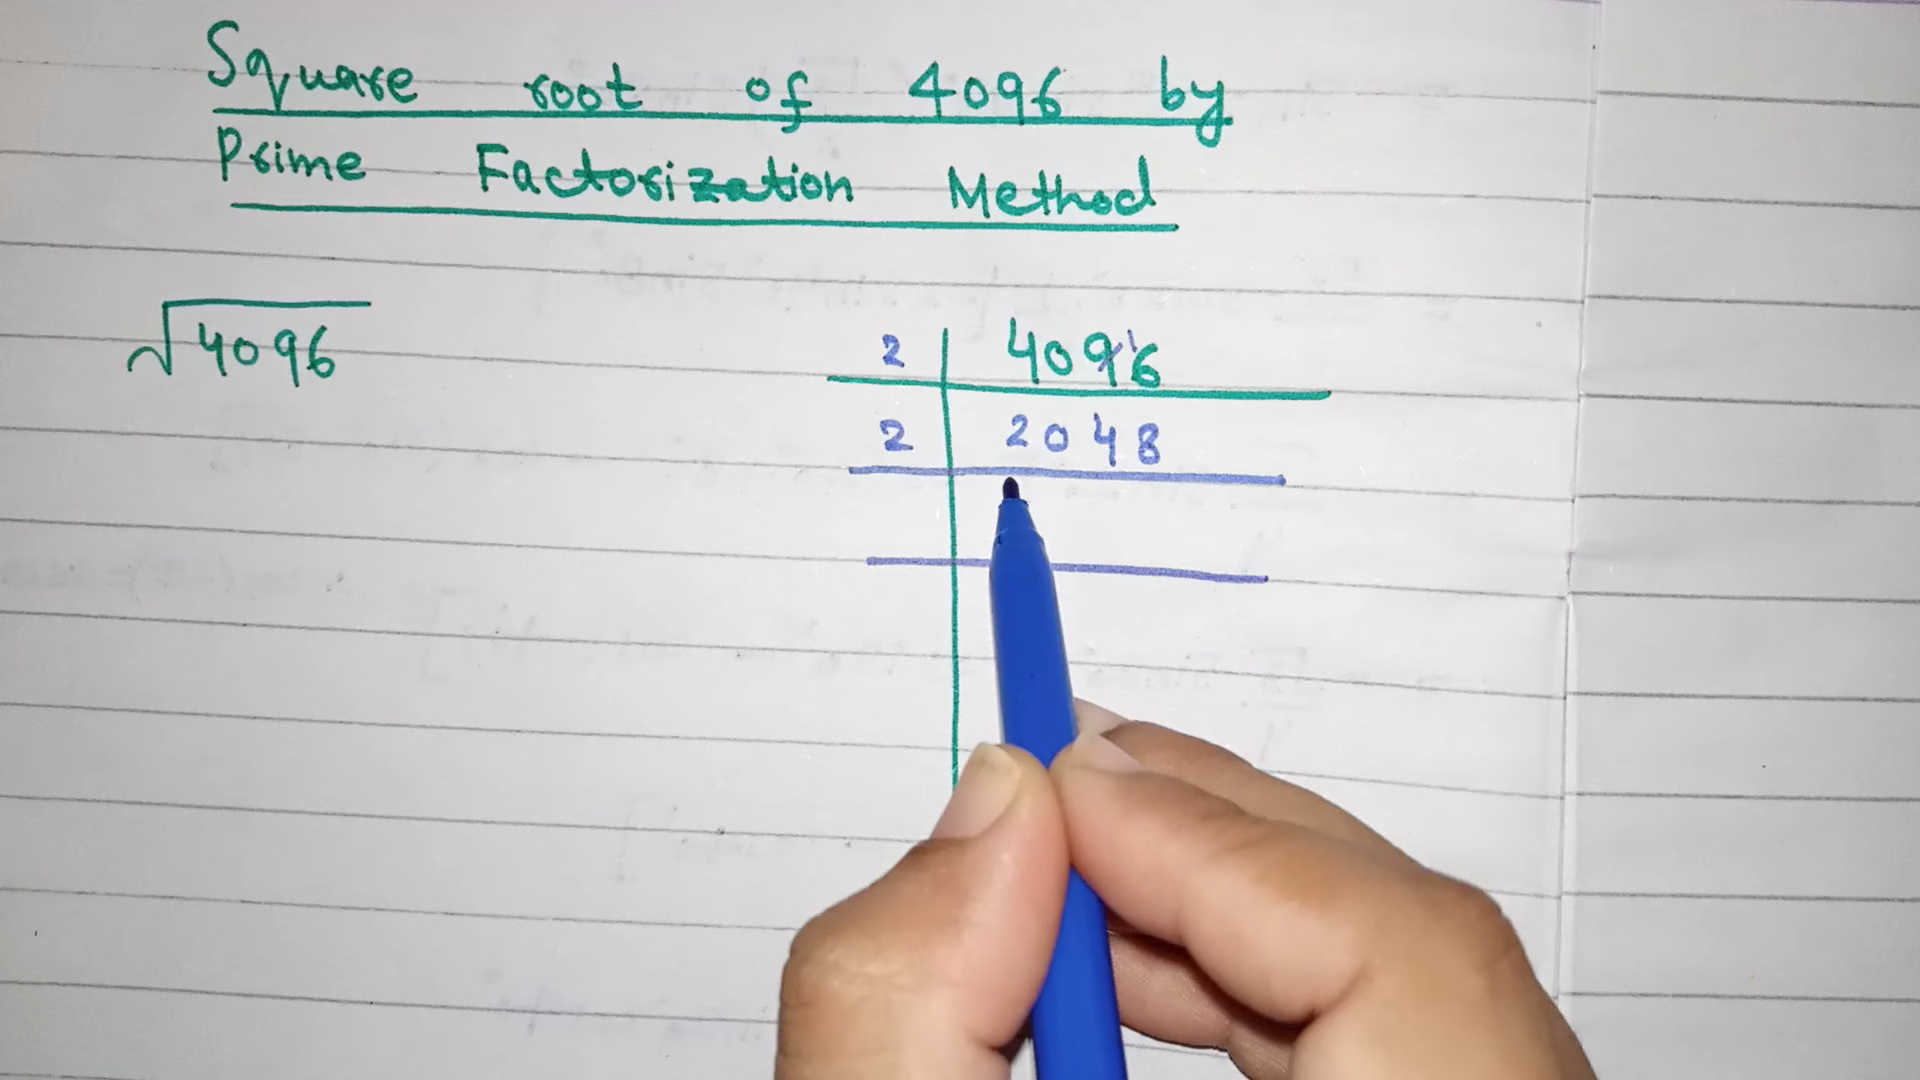 Square root of 4096 by
Prime Factorization Method
√4096
2 | 4096
2 | 2048